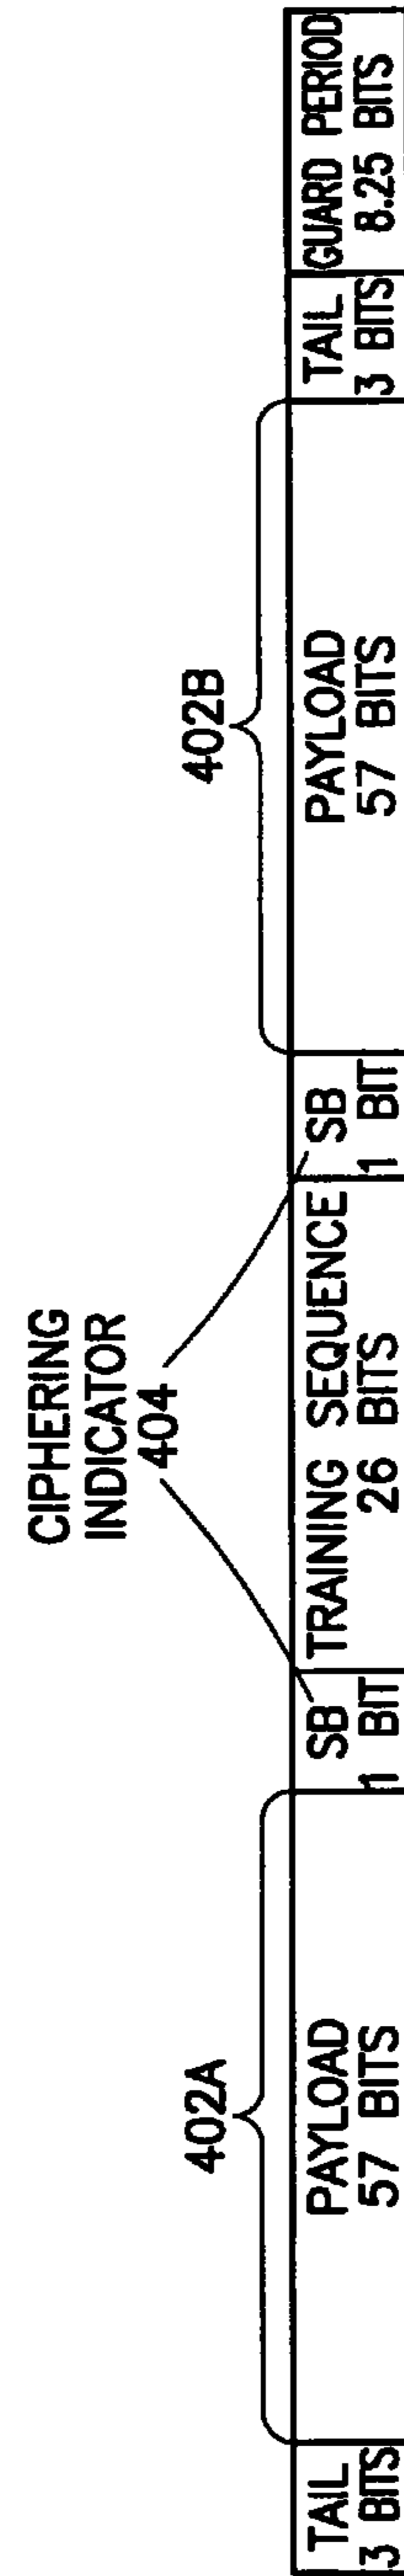 CIPHERING
INDICATOR
404
402A
402B
TAIL
3 BITS
PAYLOAD
57 BITS
SB
1 BIT
TRAINING SEQUENCE
26 BITS
SB
1 BIT
PAYLOAD
57 BITS
TAIL
3 BITS
GUARD PERIOD
8.25 BITS